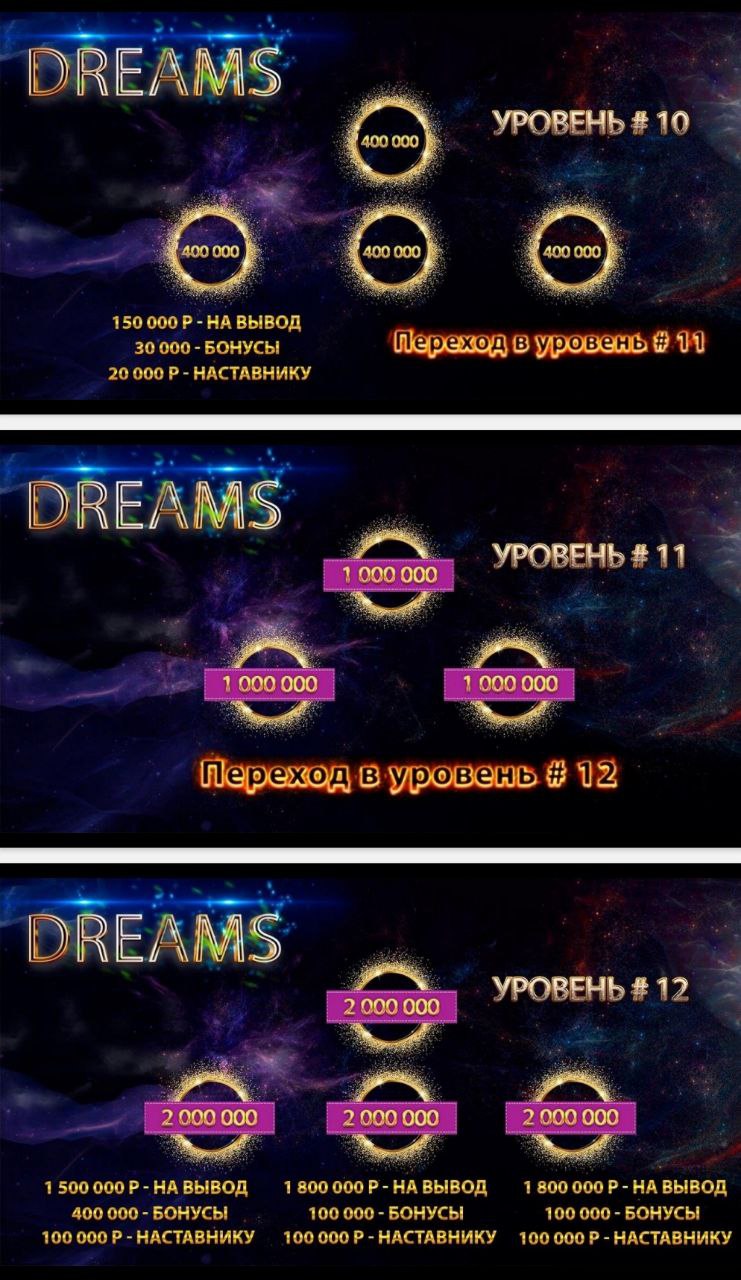 DREAMS
УРОВЕНЬ # 10
400 000
400 000 400 000 400 000
150 000 Р - НА ВЫВОД
30 000 - БОНУСЫ
20 000 Р - НАСТАВНИКУ
Переход в уровень # 11
DREAMS
УРОВЕНЬ # 11
1 000 000
1 000 000 1 000 000
Переход в уровень # 12
DREAMS
УРОВЕНЬ # 12
2 000 000
2 000 000 2 000 000 2 000 000
1 500 000 Р - НА ВЫВОД
400 000 - БОНУСЫ
100 000 Р - НАСТАВНИКУ
1 800 000 Р - НА ВЫВОД
100 000 - БОНУСЫ
100 000 Р - НАСТАВНИКУ
1 800 000 Р - НА ВЫВОД
100 000 - БОНУСЫ
100 000 Р - НАСТАВНИКУ